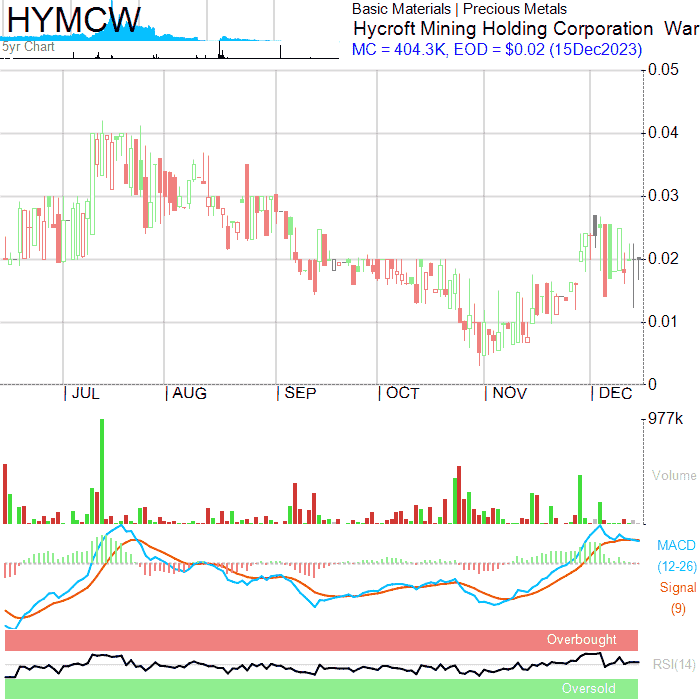 HYMCW
5yr Chart
Basic Materials | Precious Metals
Hycroft Mining Holding Corporation War
MC = 404.3K, EOD = $0.02 (15Dec2023)
0.05
0.04
0.03
0.02
0.01
0
JUL AUG SEP OCT NOV DEC
977k
Volume
MACD
(12-26)
Signal
(9)
Overbought
RSI(14)
Oversold